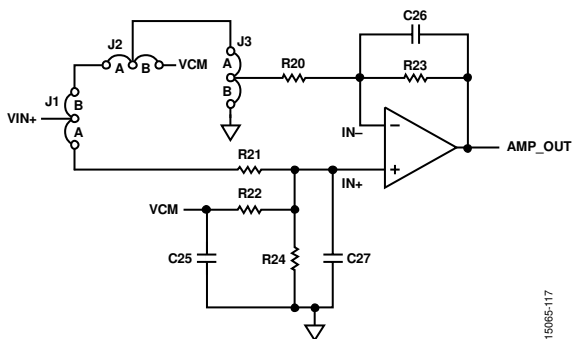 C26
J2
J3
A B VCM
A
R20
R23
B
J1
B
VIN+
A
IN–
–
AMP_OUT
R21
+
IN+
VCM
R22
C25
R24
C27
15065-117